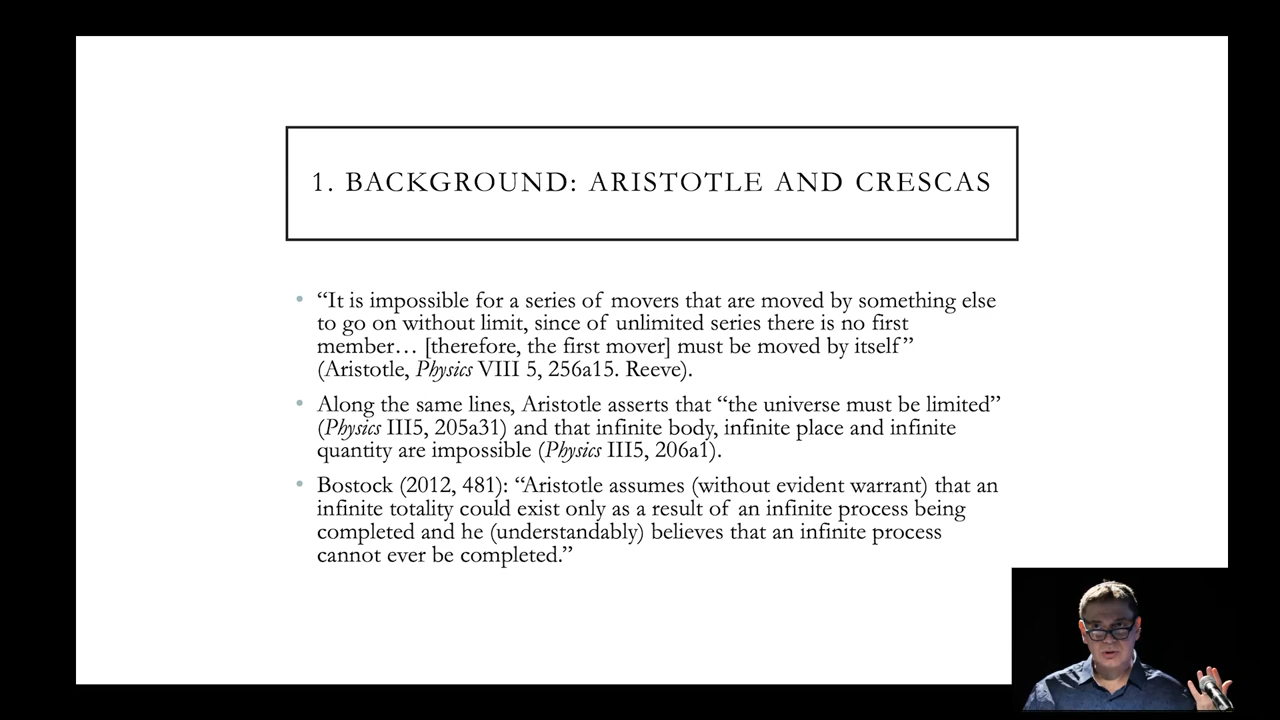 1. BACKGROUND: ARISTOTLE AND CRESCAS
• “It is impossible for a series of movers that are moved by something else
to go on without limit, since of unlimited series there is no first
member… [therefore, the first mover] must be moved by itself”
(Aristotle, Physics VIII 5, 256a15. Reeve).
• Along the same lines, Aristotle asserts that “the universe must be limited”
(Physics III5, 205a31) and that infinite body, infinite place and infinite
quantity are impossible (Physics III5, 206a1).
• Bostock (2012, 481): “Aristotle assumes (without evident warrant) that an
infinite totality could exist only as a result of an infinite process being
completed and he (understandably) believes that an infinite process
cannot ever be completed.”